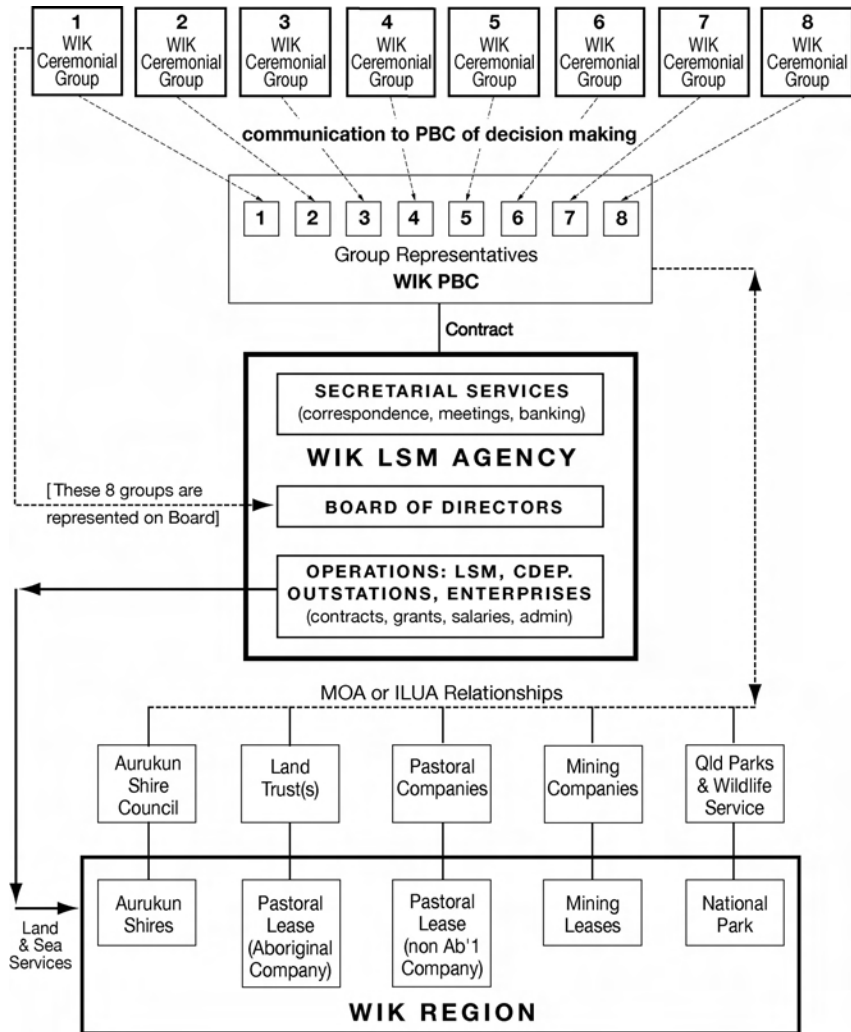 1
WIK
Ceremonial
Group
2
WIK
Ceremonial
Group
3
WIK
Ceremonial
Group
4
WIK
Ceremonial
Group
5
WIK
Ceremonial
Group
6
WIK
Ceremonial
Group
7
WIK
Ceremonial
Group
8
WIK
Ceremonial
Group
communication to PBC of decision making
1 2 3 4 5 6 7 8
Group Representatives
WIK PBC
Contract
SECRETARIAL SERVICES
(correspondence, meetings, banking)
WIK LSM AGENCY
[These 8 groups are
represented on Board]
BOARD OF DIRECTORS
OPERATIONS: LSM, CDEP.
OUTSTATIONS, ENTERPRISES
(contracts, grants, salaries, admin)
MOA or ILUA Relationships
Aurukun
Shire
Council
Land
Trust(s)
Pastoral
Companies
Mining
Companies
Qld Parks
& Wildlife
Service
Land
& Sea
Services
Aurukun
Shires
Pastoral
Lease
(Aboriginal
Company)
Pastoral
Lease
(non Ab'1
Company)
Mining
Leases
National
Park
WIK REGION